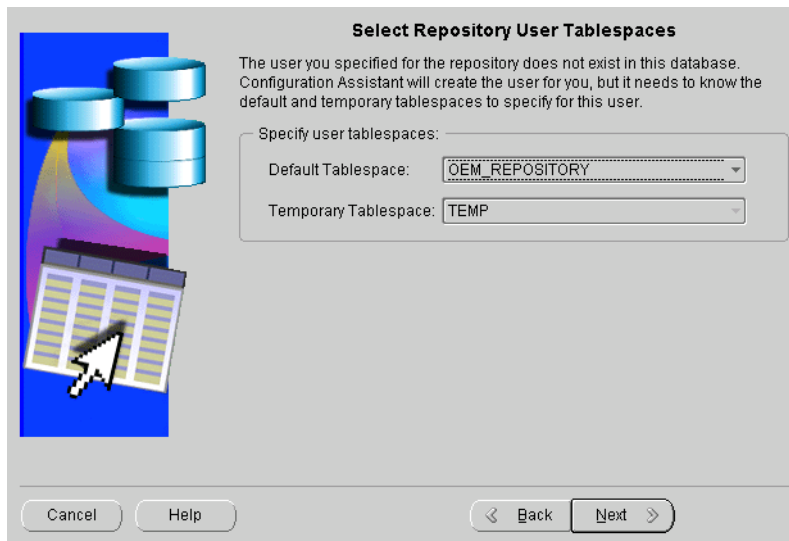 Select Repository User Tablespaces
The user you specified for the repository does not exist in this database.
Configuration Assistant will create the user for you, but it needs to know the
default and temporary tablespaces to specify for this user.
Specify user tablespaces:
Default Tablespace: OEM_REPOSITORY
Temporary Tablespace: TEMP
Cancel Help Back Next